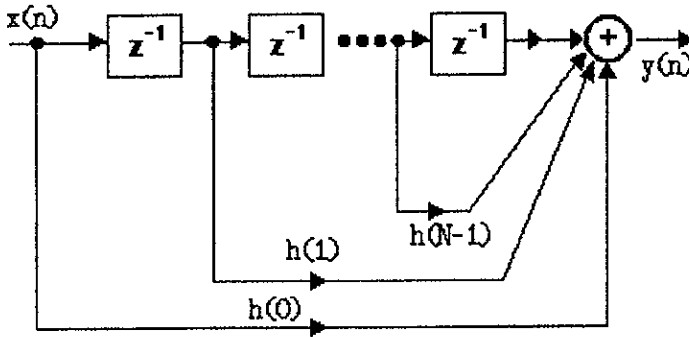 x(n)
z⁻¹
z⁻¹
z⁻¹
+
y(n)
h(N-1)
h(1)
h(0)